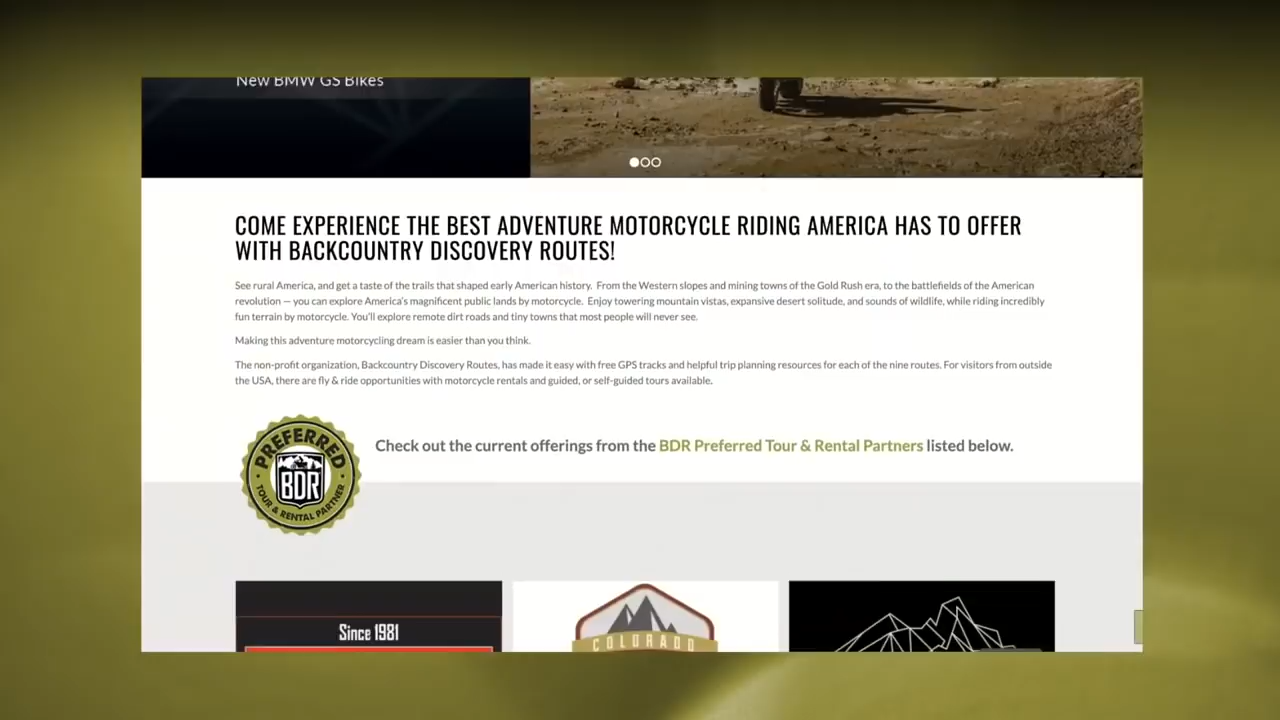 New BMW GS Bikes
COME EXPERIENCE THE BEST ADVENTURE MOTORCYCLE RIDING AMERICA HAS TO OFFER
WITH BACKCOUNTRY DISCOVERY ROUTES!
See rural America, and get a taste of the trails that shaped early American history. From the Western slopes and mining towns of the Gold Rush era, to the battlefields of the American
revolution — you can explore America's magnificent public lands by motorcycle. Enjoy towering mountain vistas, expansive desert solitude, and sounds of wildlife, while riding incredibly
fun terrain by motorcycle. You'll explore remote dirt roads and tiny towns that most people will never see.
Making this adventure motorcycling dream is easier than you think.
The non-profit organization, Backcountry Discovery Routes, has made it easy with free GPS tracks and helpful trip planning resources for each of the nine routes. For visitors from outside
the USA, there are fly & ride opportunities with motorcycle rentals and guided, or self-guided tours available.
PREFERRED
BDR
TOUR & RENTAL PARTNER
Check out the current offerings from the BDR Preferred Tour & Rental Partners listed below.
Since 1981
COLORADO